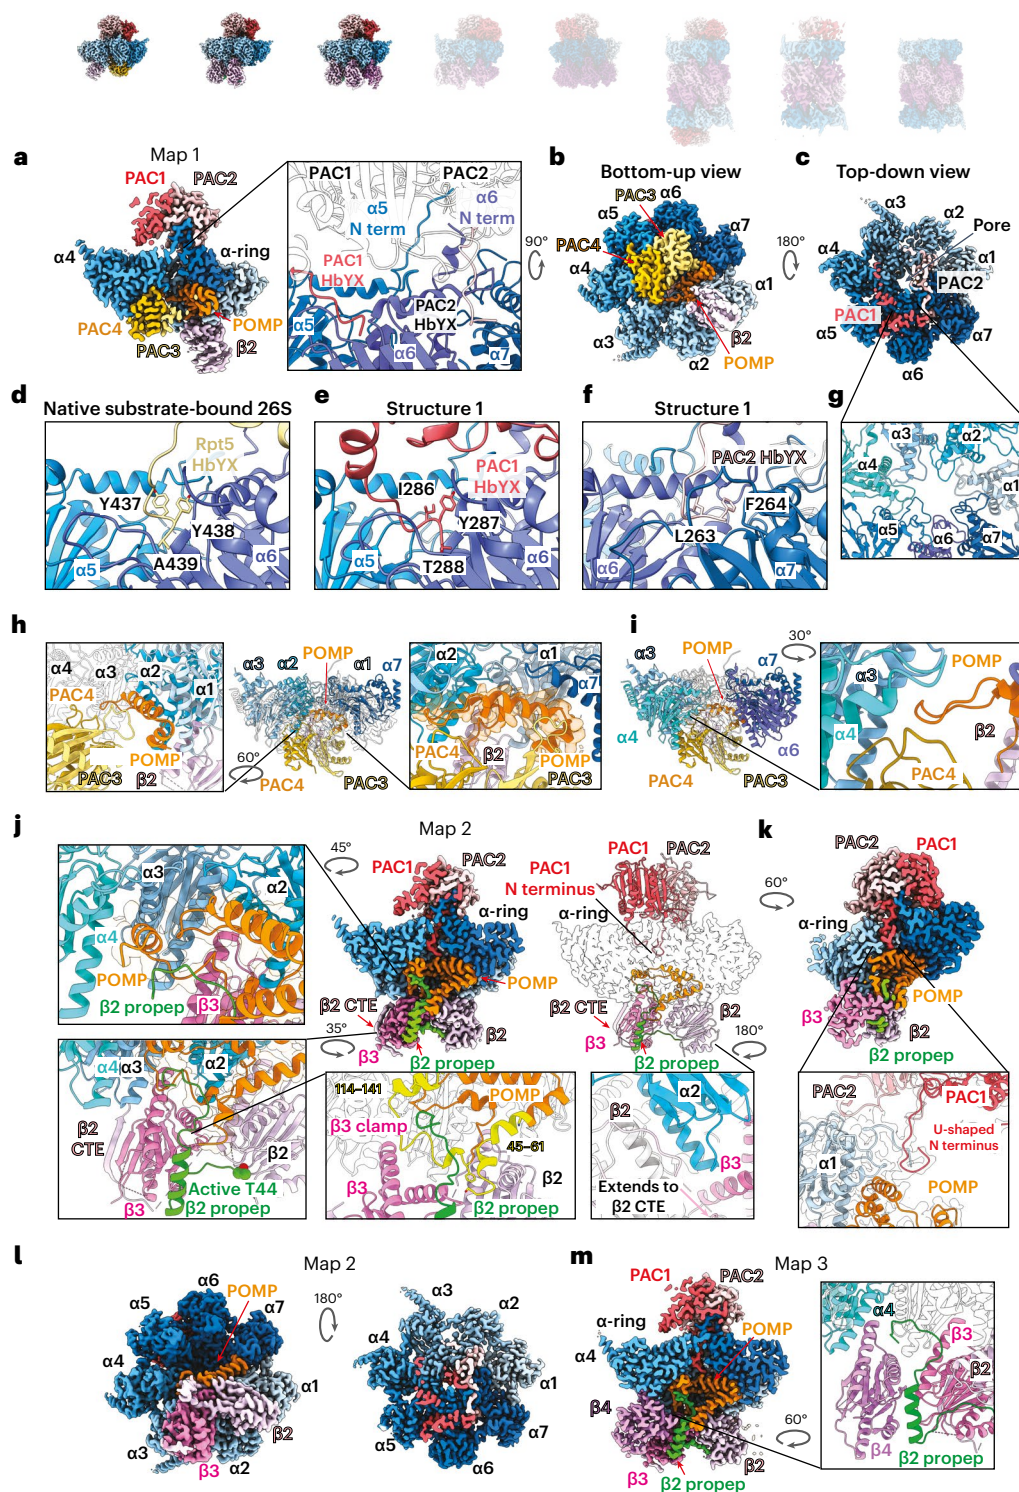 a
Map 1
PAC1
PAC2
α4
α-ring
PAC4
PAC3
POMP
β2
PAC1
PAC2
α5
N term
α6
N term
PAC1
HbYX
PAC2
HbYX
α5
α6
α7
90°
b
Bottom-up view
PAC3
α6
α5
α7
PAC4
α4
α1
α3
β2
α2
POMP
180°
c
Top-down view
α3
α2
Pore
α4
α1
PAC2
PAC1
α5
α7
α6
d
Native substrate-bound 26S
Rpt5
HbYX
Y437
Y438
α5
A439
α6
e
Structure 1
PAC1
HbYX
I286
Y287
α5
T288
α6
f
Structure 1
PAC2 HbYX
F264
L263
α6
α7
g
α3
α2
α4
α1
α5
α6
α7
h
α4
α3
α2
α1
PAC4
POMP
PAC3
β2
60°
POMP
α3
α2
α1
α7
PAC4
PAC3
α2
α1
α7
PAC4
β2
POMP
PAC3
i
30°
α3
POMP
α7
α4
α6
PAC4
PAC3
POMP
α3
α4
β2
PAC4
j
Map 2
α3
α2
α4
POMP
β2 propep
β3
45°
PAC1
PAC2
α-ring
POMP
β2 CTE
β3
β2
β2 propep
35°
PAC1
PAC2
PAC1
N terminus
α-ring
β2 CTE
β3
β2
β2 propep
180°
α4
α3
α2
β2
CTE
β2
Active T44
β3
β2 propep
114–141
POMP
β3 clamp
45–61
β3
β2
β2 propep
α2
β2
β3
Extends to
β2 CTE
k
60°
PAC2
PAC1
α-ring
POMP
β3
β2
β2 propep
PAC2
PAC1
U-shaped
N terminus
α1
POMP
l
Map 2
α6
POMP
α5
α7
α4
α1
β2
α3
β3
α2
180°
α3
α2
α4
α1
α5
α7
α6
m
Map 3
PAC1
PAC2
α-ring
POMP
α4
β4
β3
β2
β2 propep
60°
α4
β3
β2
β4
β2 propep